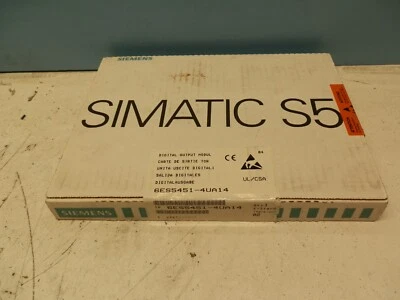 SIEMENS
SIMATIC S5
DIGITAL OUTPUT MODUL
CARTE DE SORTIE TOR
UNITA USCITE DIGITALI
SALIDA DIGITALES
DIGITALAUSGABE
6ES5451-4UA14
CE
UL/CSA
SIEMENS
6ES5451-4UA14